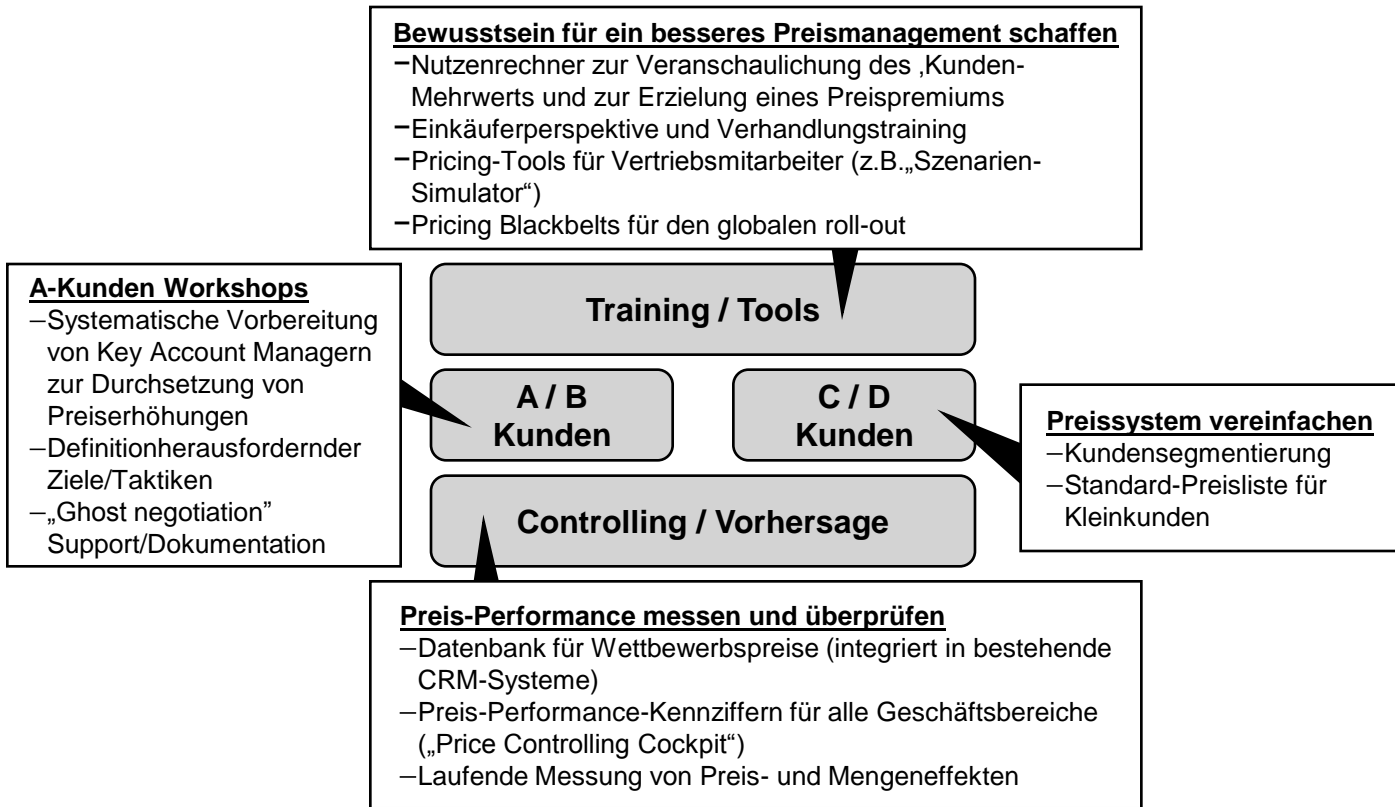 Bewusstsein für ein besseres Preismanagement schaffen
–Nutzenrechner zur Veranschaulichung des ‚Kunden-
Mehrwerts und zur Erzielung eines Preispremiums
–Einkäuferperspektive und Verhandlungstraining
–Pricing-Tools für Vertriebsmitarbeiter (z.B.„Szenarien-
Simulator“)
–Pricing Blackbelts für den globalen roll-out
Training / Tools
A-Kunden Workshops
–Systematische Vorbereitung
von Key Account Managern
zur Durchsetzung von
Preiserhöhungen
–Definitionherausfordernder
Ziele/Taktiken
–„Ghost negotiation”
Support/Dokumentation
A / B
Kunden
C / D
Kunden
Preissystem vereinfachen
–Kundensegmentierung
–Standard-Preisliste für
Kleinkunden
Controlling / Vorhersage
Preis-Performance messen und überprüfen
–Datenbank für Wettbewerbspreise (integriert in bestehende
CRM-Systeme)
–Preis-Performance-Kennziffern für alle Geschäftsbereiche
(„Price Controlling Cockpit“)
–Laufende Messung von Preis- und Mengeneffekten